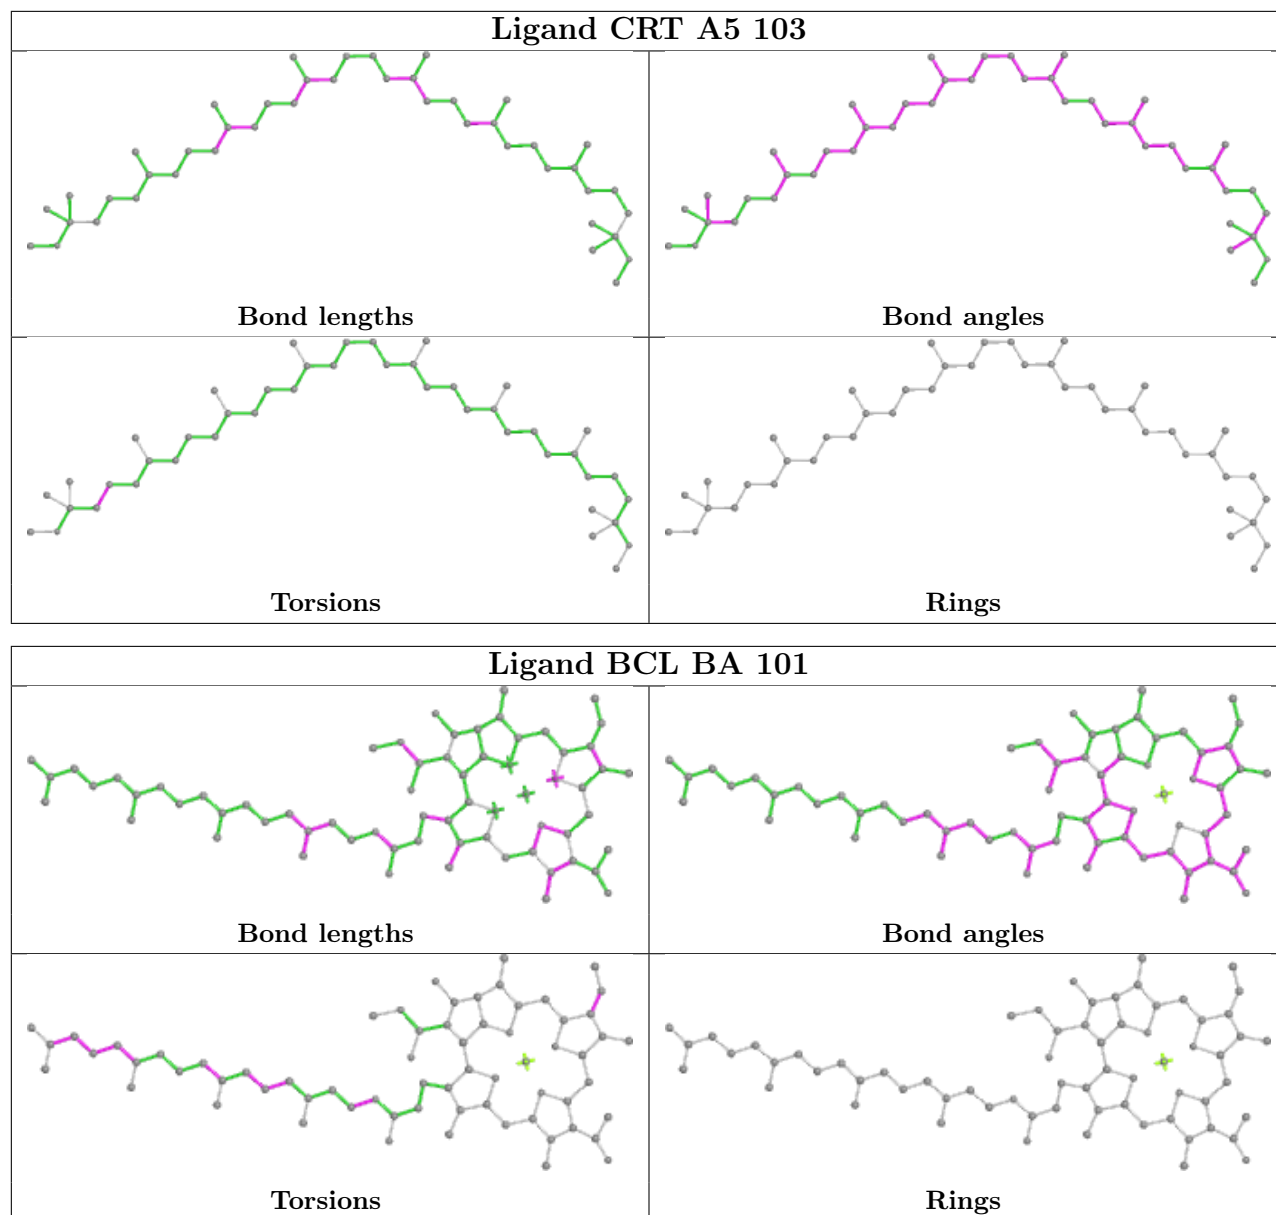 Ligand CRT A5 103
Bond lengths
Bond angles
Torsions
Rings
Ligand BCL BA 101
Bond lengths
Bond angles
Torsions
Rings